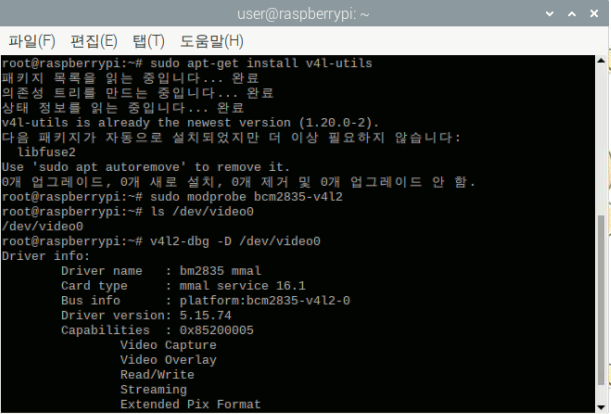 user@raspberrypi: ~
파일(F) 편집(E) 탭(T) 도움말(H)
root@raspberrypi:~# sudo apt-get install v4l-utils
패키지 목록을 읽는 중입니다... 완료
의존성 트리를 만드는 중입니다... 완료
상태 정보를 읽는 중입니다... 완료
v4l-utils is already the newest version (1.20.0-2).
다음 패키지가 자동으로 설치되었지만 더 이상 필요하지 않습니다:
  libfuse2
Use 'sudo apt autoremove' to remove it.
0개 업그레이드, 0개 새로 설치, 0개 제거 및 0개 업그레이드 안 함.
root@raspberrypi:~# sudo modprobe bcm2835-v4l2
root@raspberrypi:~# ls /dev/video0
/dev/video0
root@raspberrypi:~# v4l2-dbg -D /dev/video0
Driver info:
        Driver name   : bm2835 mmal
        Card type     : mmal service 16.1
        Bus info      : platform:bcm2835-v4l2-0
        Driver version: 5.15.74
        Capabilities  : 0x85200005
                Video Capture
                Video Overlay
                Read/Write
                Streaming
                Extended Pix Format